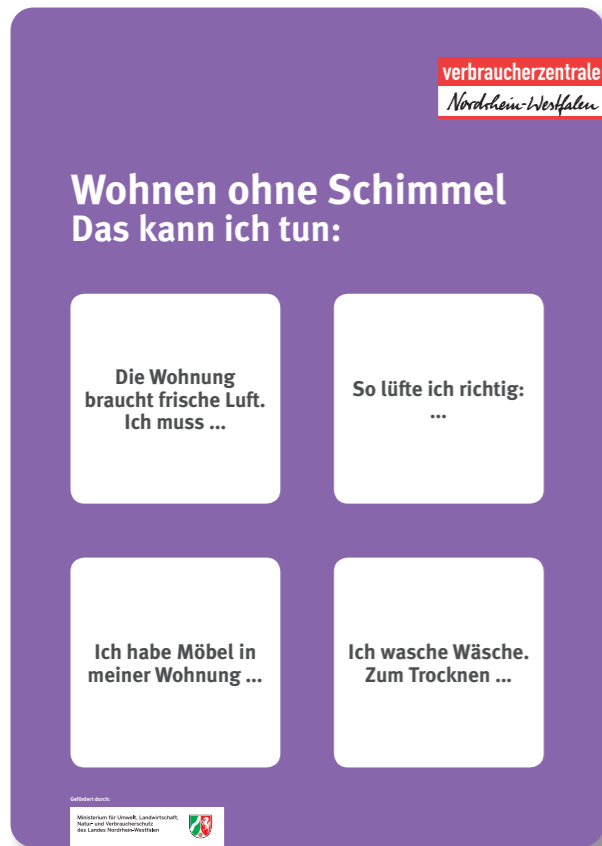 verbraucherzentrale
Nordrhein-Westfalen
Wohnen ohne Schimmel
Das kann ich tun:
Die Wohnung
braucht frische Luft.
Ich muss ...
So lüfte ich richtig:
...
Ich habe Möbel in
meiner Wohnung ...
Ich wasche Wäsche.
Zum Trocknen ...
Gefördert durch:
Ministerium für Umwelt, Landwirtschaft,
Natur- und Verbraucherschutz
des Landes Nordrhein-Westfalen